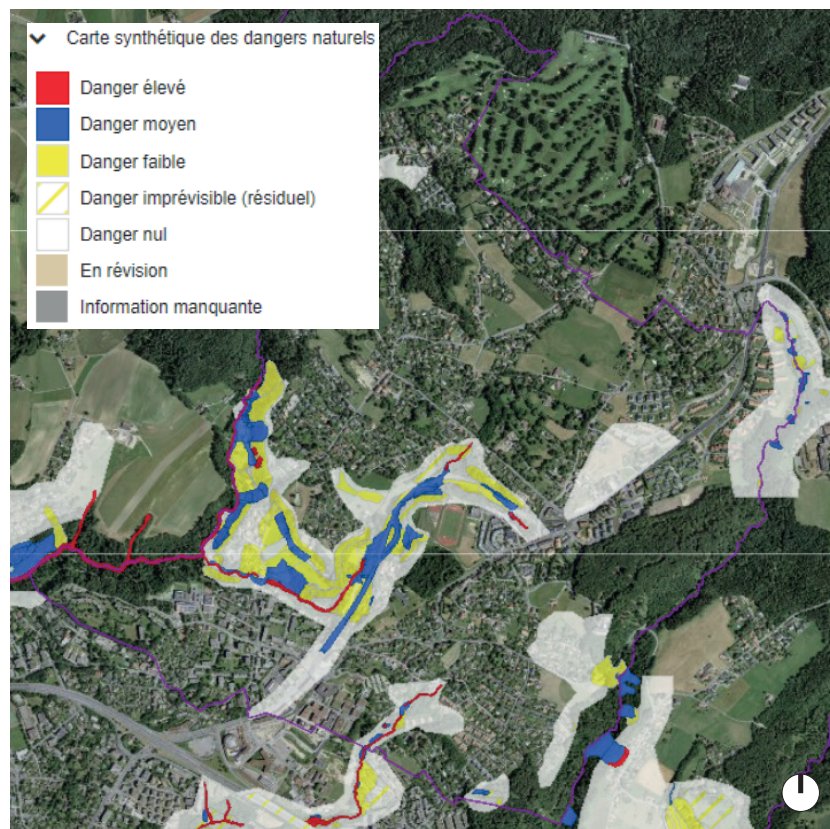 Carte synthétique des dangers naturels
Danger élevé
Danger moyen
Danger faible
Danger imprévisible (résiduel)
Danger nul
En révision
Information manquante